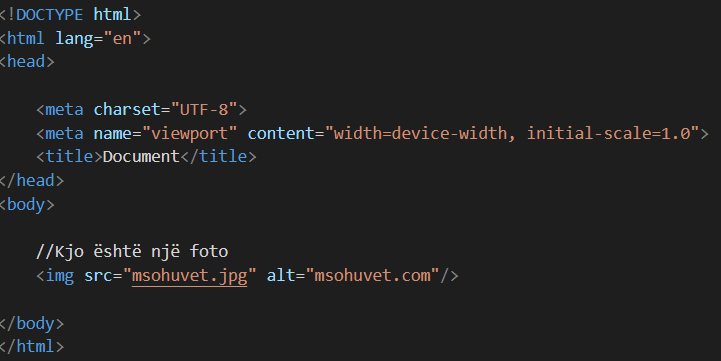 <!DOCTYPE html>
<html lang="en">
<head>
<meta charset="UTF-8">
<meta name="viewport" content="width=device-width, initial-scale=1.0">
<title>Document</title>
</head>
<body>
//Kjo është një foto
<img src="msohuvet.jpg" alt="msohuvet.com"/>
</body>
</html>